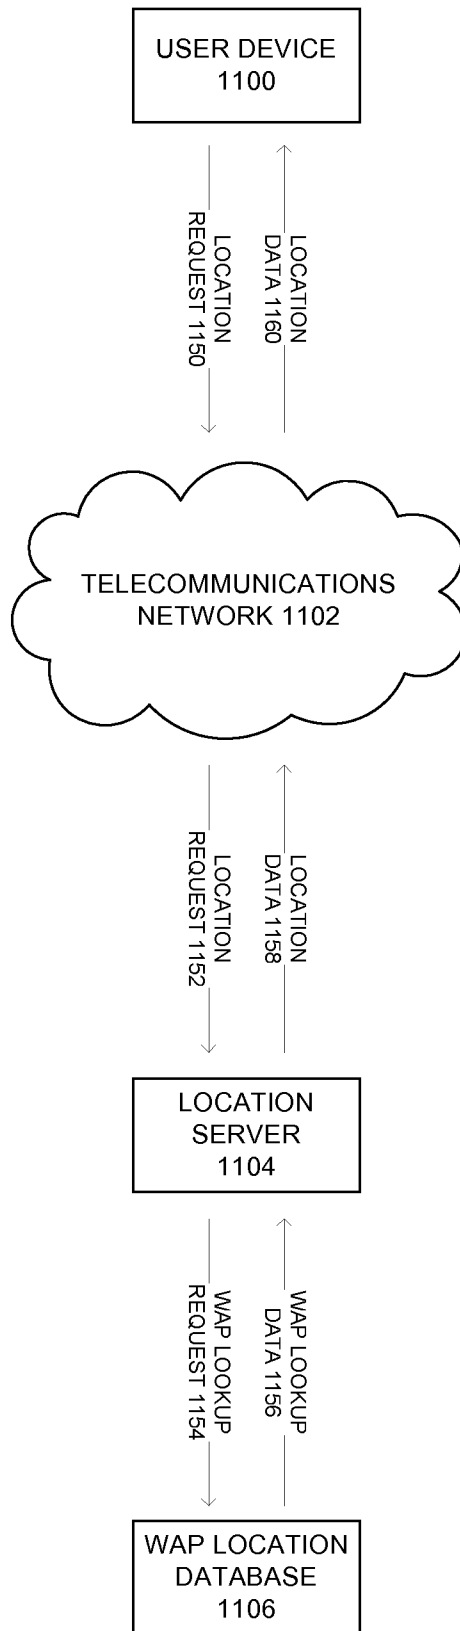 USER DEVICE
1100
LOCATION
REQUEST 1150
LOCATION
DATA 1160
TELECOMMUNICATIONS
NETWORK 1102
LOCATION
REQUEST 1152
LOCATION
DATA 1158
LOCATION
SERVER
1104
WAP LOOKUP
REQUEST 1154
WAP LOOKUP
DATA 1156
WAP LOCATION
DATABASE
1106